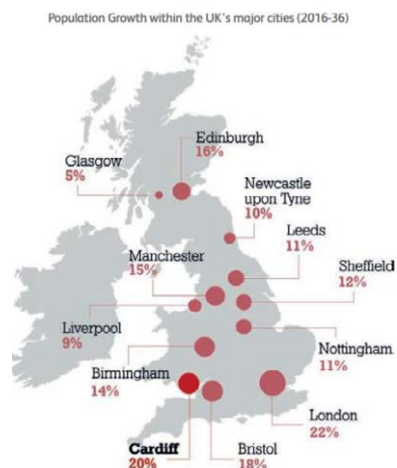 Population Growth within the UK's major cities (2016-36)
Edinburgh
16%
Glasgow
5%
Newcastle
upon Tyne
10%
Leeds
11%
Manchester
15%
Sheffield
12%
Liverpool
9%
Nottingham
11%
Birmingham
14%
London
22%
Cardiff
20%
Bristol
18%